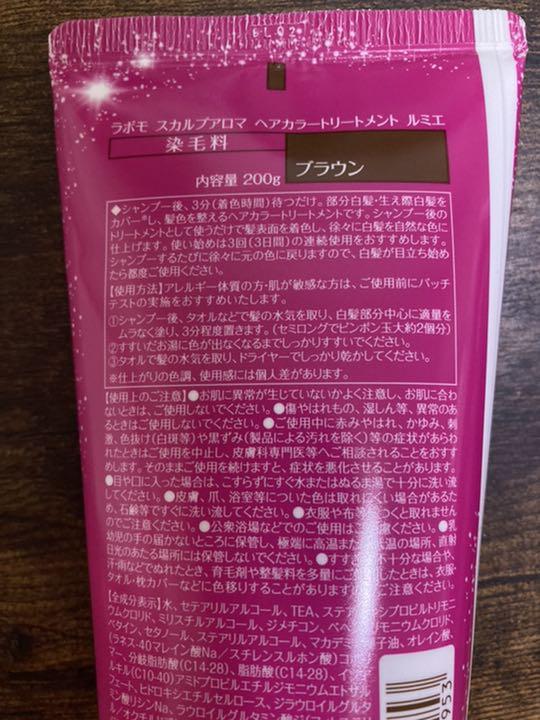 ラボモ スカルプアロマ ヘアカラートリートメント ルミエ
染毛料
ブラウン
内容量 200g
◆シャンプー後、3分(着色時間)待つだけ。部分白髪・生え際白髪を
カバー*し、髪色を整えるヘアカラートリートメントです。シャンプー後の
トリートメントとして使うだけで髪表面を着色し、徐々に白髪を自然な色に
仕上げます。使い始めは3回(3日間)の連続使用をおすすめします。
シャンプーするたびに徐々に元の色に戻りますので、白髪が目立ち始め
たら都度ご使用ください。
【使用方法】アレルギー体質の方・肌が敏感な方は、ご使用前にパッチ
テストの実施をおすすめいたします。
①シャンプー後、タオルなどで髪の水気を取り、白髪部分中心に適量を
ムラなく塗り、3分程度置きます。(セミロングでピンポン玉大約2個分)
②すすいだお湯に色が出なくなるまでしっかりすすいでください。
③タオルで髪の水気を取り、ドライヤーでしっかり乾かしてください。
※仕上がりの色調、使用感には個人差があります。
【使用上のご注意】●お肌に異常が生じていないかよく注意し、お肌に合わ
ないときは、ご使用しないでください。●傷やはれもの、湿しん等、異常のあ
るときはご使用しないでください。●ご使用中に赤みやはれ、かゆみ、刺
激、色抜け(白斑等)や黒ずみ(製品による汚れを除く)等の症状があらわ
れたときはご使用を中止し、皮膚科専門医等へご相談されることをおすす
めします。そのままご使用を続けますと、症状を悪化させることがあります。
●目や口に入った場合は、こすらずにすぐ水またはぬるま湯で十分に洗い流
してください。●皮膚、爪、浴室等についた色は取れにくい場合があるた
め、石鹸等ですぐに洗い流してください。●衣服や布等につくと取れません
のでご注意ください。●公衆浴場などでのご使用はご遠慮ください。●乳
幼児の手の届かないところに保管し、極端に高温または低温の場所、直射
日光のあたる場所には保管しないでください。●すすぎが不十分な場合や、
汗・雨などでぬれたとき、育毛剤や整髪料を多量にご使用したときは、衣服・
タオル・枕カバーなどに色移りすることがあります
【全成分表示】水、セテアリルアルコール、TEA、ステア
ムクロリド、ミリスチルアルコール、ジメチコン、ベヘ
ベタイン、セタノール、ステアリルアルコール、マカデミ
子油、オレイン酸、
(ラネス-40マレイン酸Na/スチレンスルホン酸)コポリ
マー、分岐脂肪酸(C14-28)、脂肪酸(C14-28)、イソ
ルキル(C10-40)アミドプロピルエチルジモニウムエトサル
フェート、ヒドロキシエチルセルロース、ジラウロイルグルタ
ミン酸リシンNa、ラウロイルグルタミン酸ジ